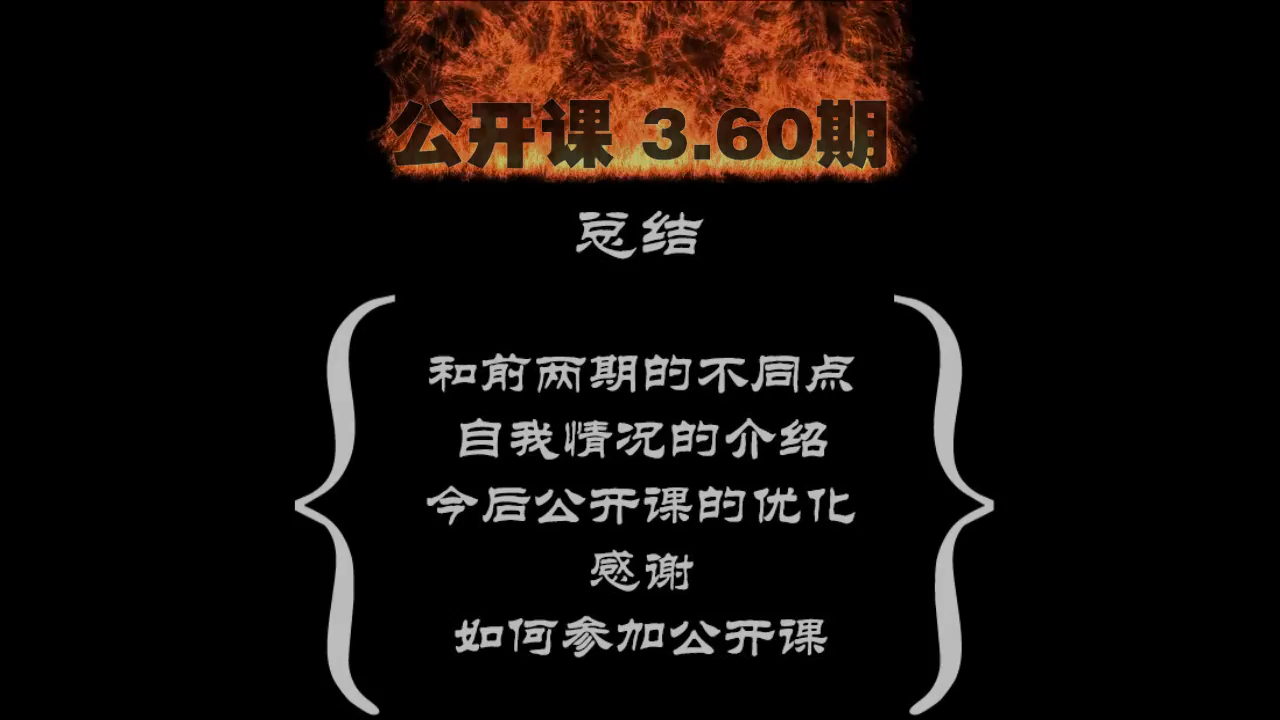 公开课 3.60期
总结
和前两期的不同点
自我情况的介绍
今后公开课的优化
感谢
如何参加公开课